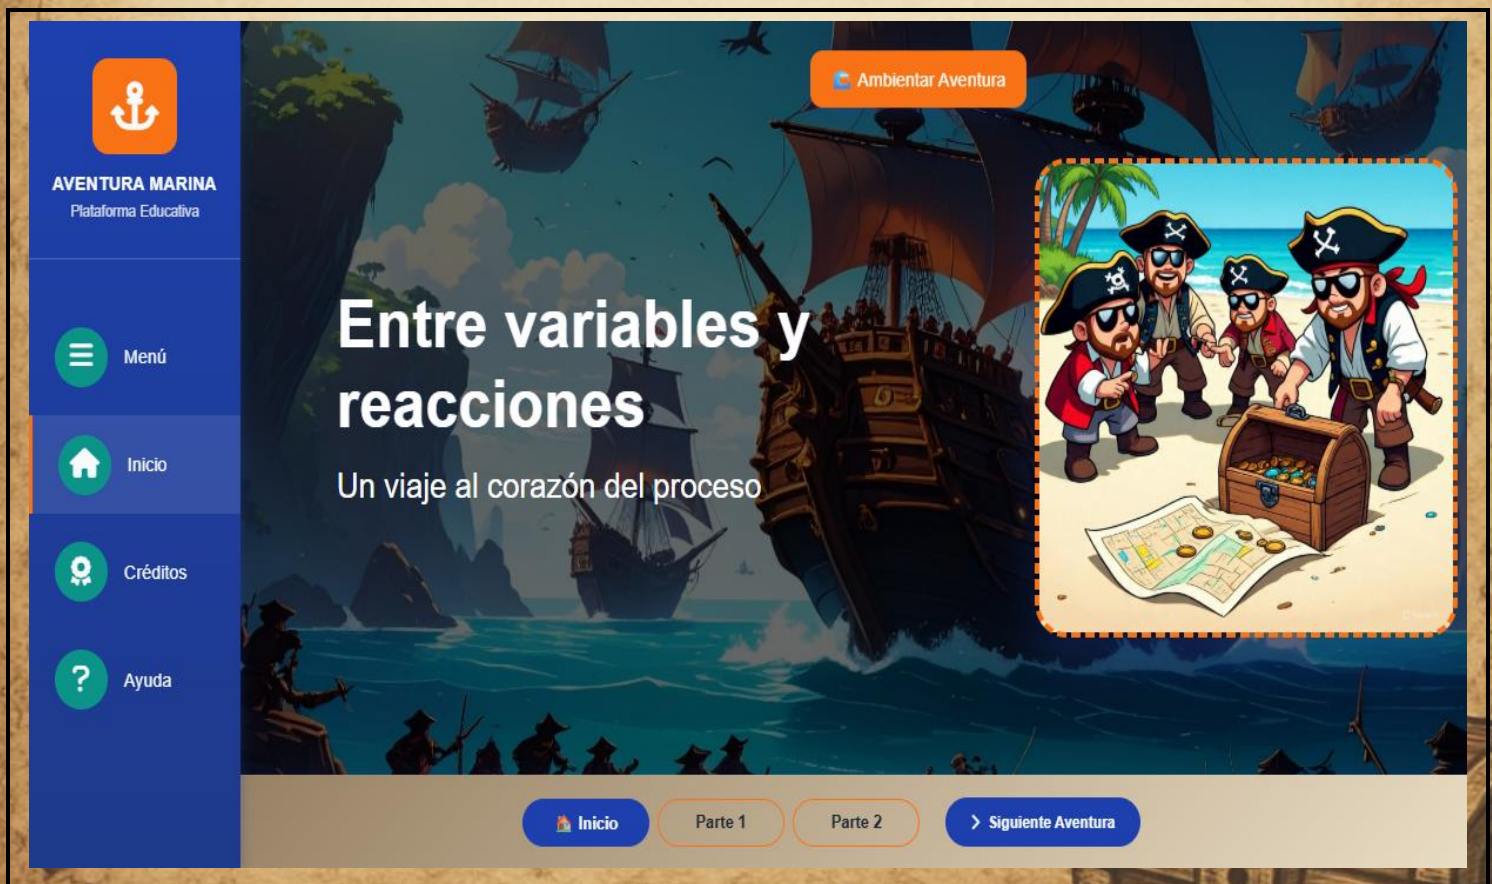 AVENTURA MARINA
Plataforma Educativa
Menú
Inicio
Créditos
Ayuda
Ambientar Aventura
Entre variables y
reacciones
Un viaje al corazón del proceso
Inicio
Parte 1
Parte 2
Siguiente Aventura